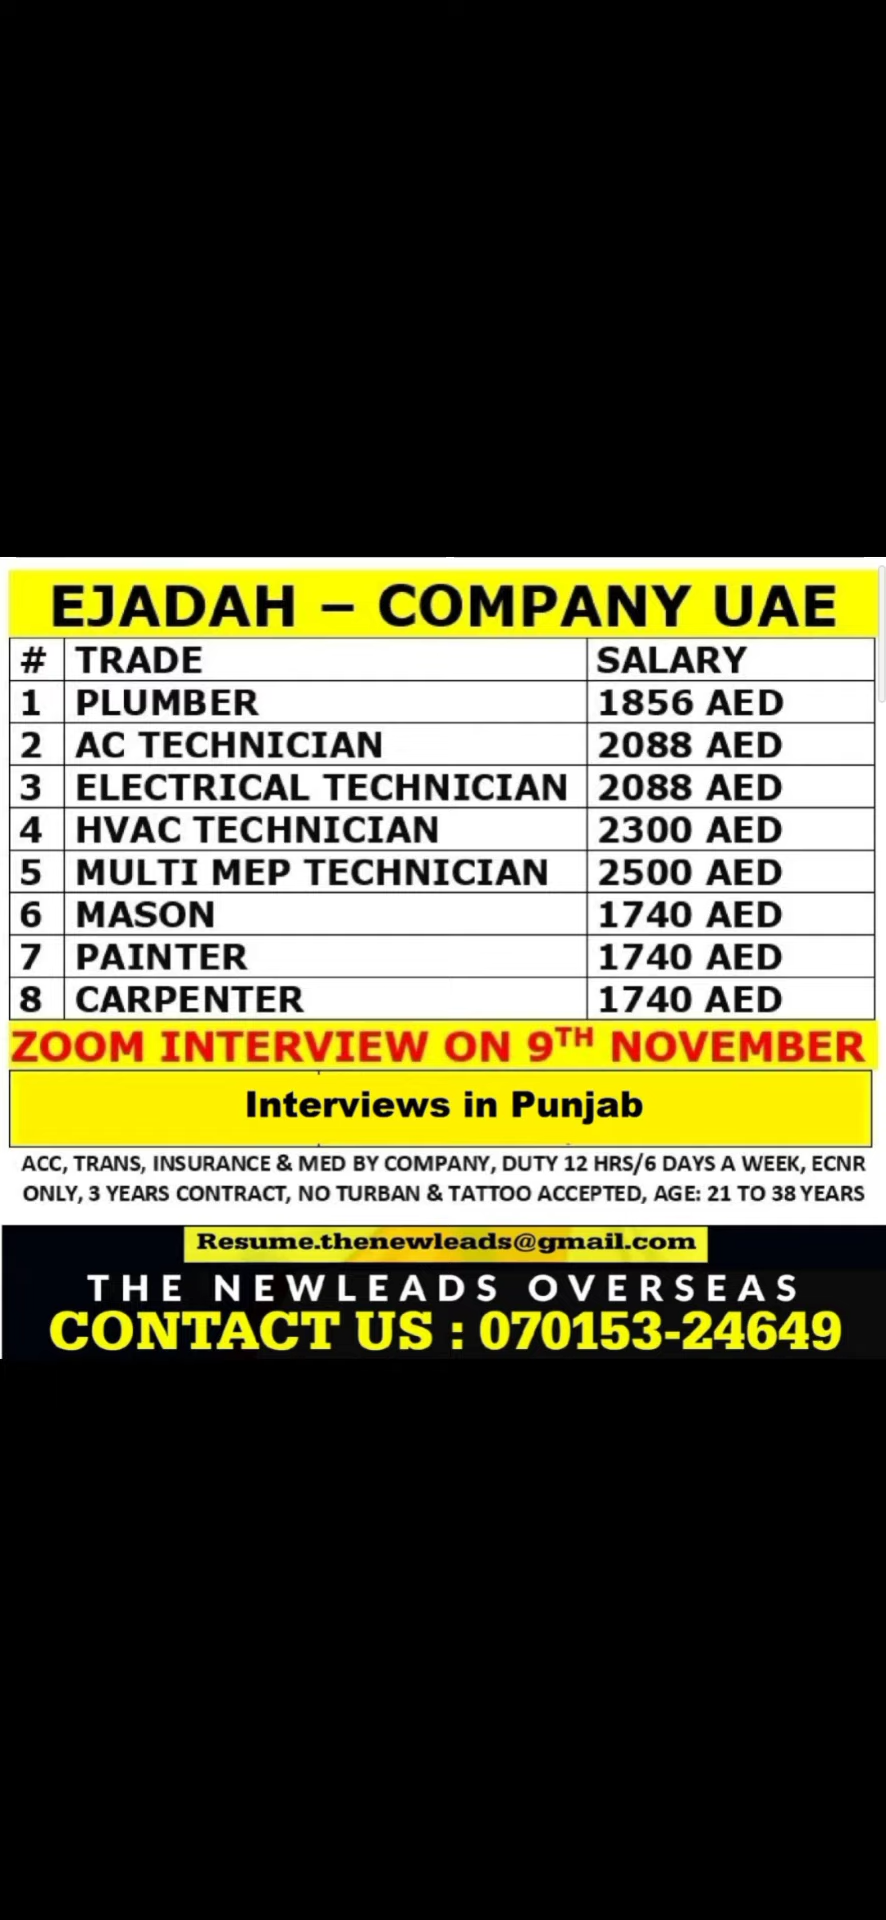 EJADAH – COMPANY UAE
# TRADE SALARY
1 PLUMBER 1856 AED
2 AC TECHNICIAN 2088 AED
3 ELECTRICAL TECHNICIAN 2088 AED
4 HVAC TECHNICIAN 2300 AED
5 MULTI MEP TECHNICIAN 2500 AED
6 MASON 1740 AED
7 PAINTER 1740 AED
8 CARPENTER 1740 AED
ZOOM INTERVIEW ON 9TH NOVEMBER
Interviews in Punjab
ACC, TRANS, INSURANCE & MED BY COMPANY, DUTY 12 HRS/6 DAYS A WEEK, ECNR
ONLY, 3 YEARS CONTRACT, NO TURBAN & TATTOO ACCEPTED, AGE: 21 TO 38 YEARS
Resume.thenewleads@gmail.com
THE NEWLEADS OVERSEAS
CONTACT US : 070153-24649